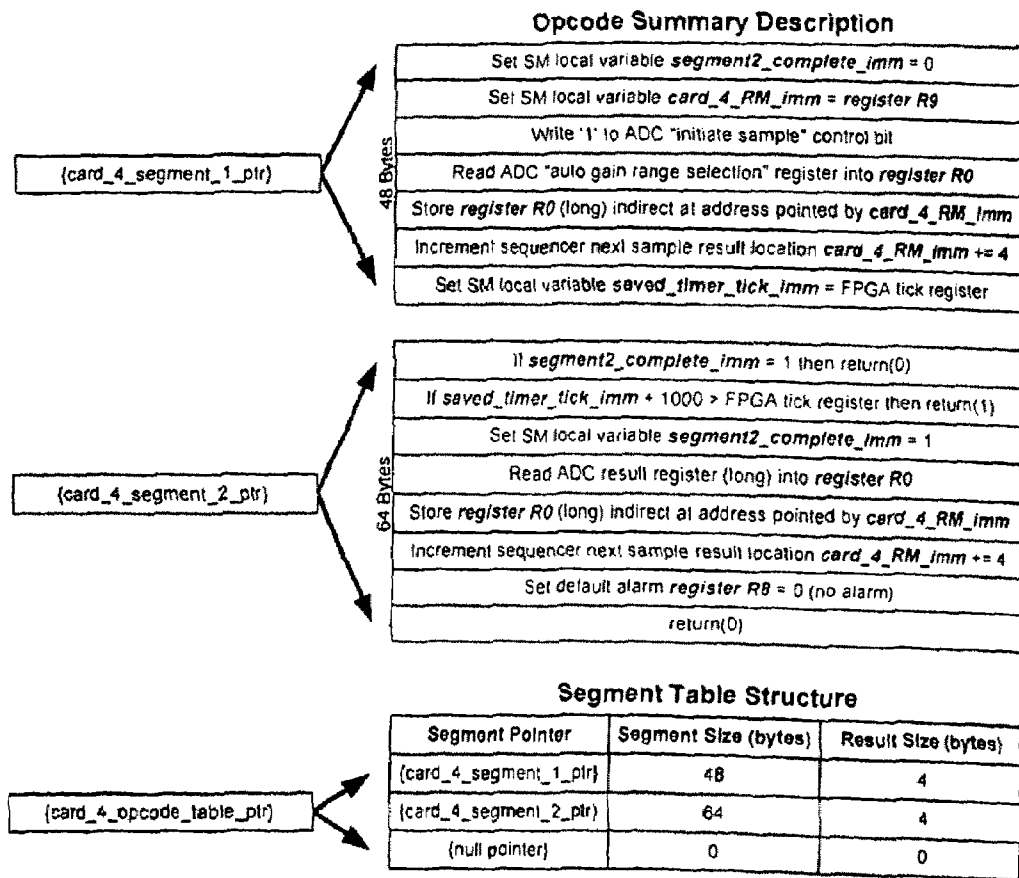 Opcode Summary Description
Set SM local variable segment2_complete_imm = 0
Set SM local variable card_4_RM_imm = register R9
Write '1' to ADC "initiate sample" control bit
{card_4_segment_1_ptr}
48 Bytes
Read ADC "auto gain range selection" register into register R0
Store register R0 (long) indirect at address pointed by card_4_RM_imm
Increment sequencer next sample result location card_4_RM_imm += 4
Set SM local variable saved_timer_tick_imm = FPGA tick register
If segment2_complete_imm = 1 then return(0)
If saved_timer_tick_imm + 1000 > FPGA tick register then return(1)
Set SM local variable segment2_complete_imm = 1
{card_4_segment_2_ptr}
64 Bytes
Read ADC result register (long) into register R0
Store register R0 (long) indirect at address pointed by card_4_RM_imm
Increment sequencer next sample result location card_4_RM_imm += 4
Set default alarm register R8 = 0 (no alarm)
return(0)
Segment Table Structure
Segment Pointer Segment Size (bytes) Result Size (bytes)
{card_4_segment_1_ptr} 48 4
{card_4_opcode_table_ptr}
{card_4_segment_2_ptr} 64 4
{null pointer} 0 0